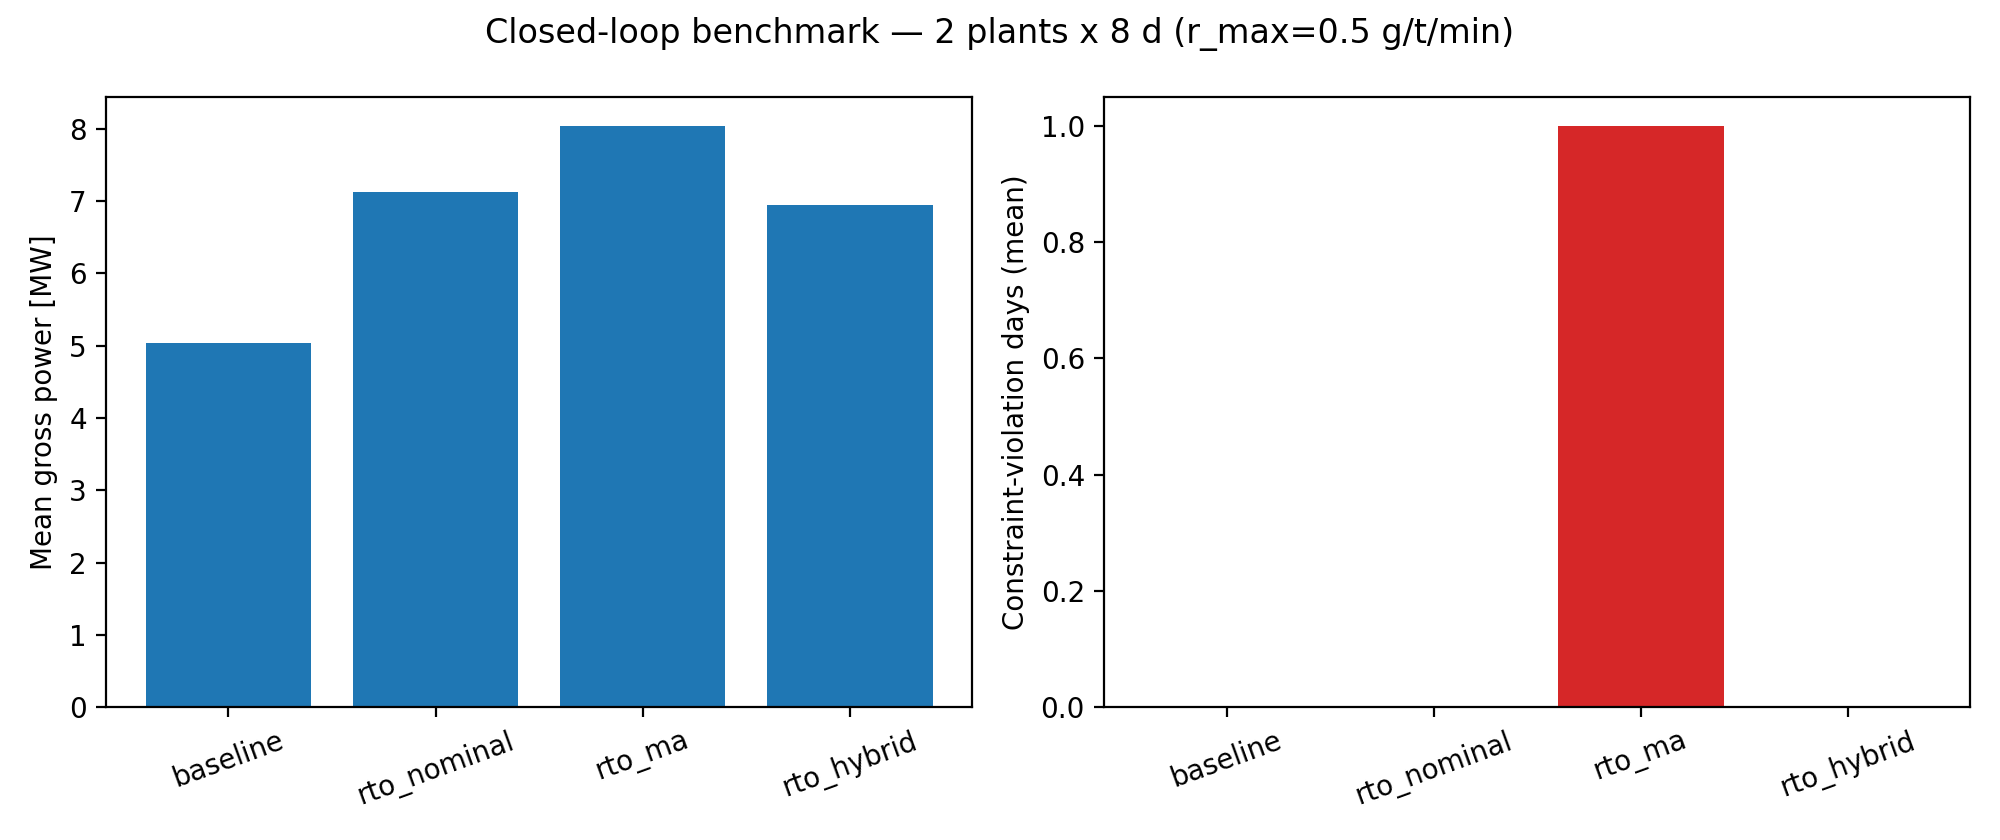 Closed-loop benchmark — 2 plants x 8 d (r_max=0.5 g/t/min)
Mean gross power [MW]
8
7
6
5
4
3
2
1
0
baseline
rto_nominal
rto_ma
rto_hybrid
Constraint-violation days (mean)
1.0
0.8
0.6
0.4
0.2
0.0
baseline
rto_nominal
rto_ma
rto_hybrid